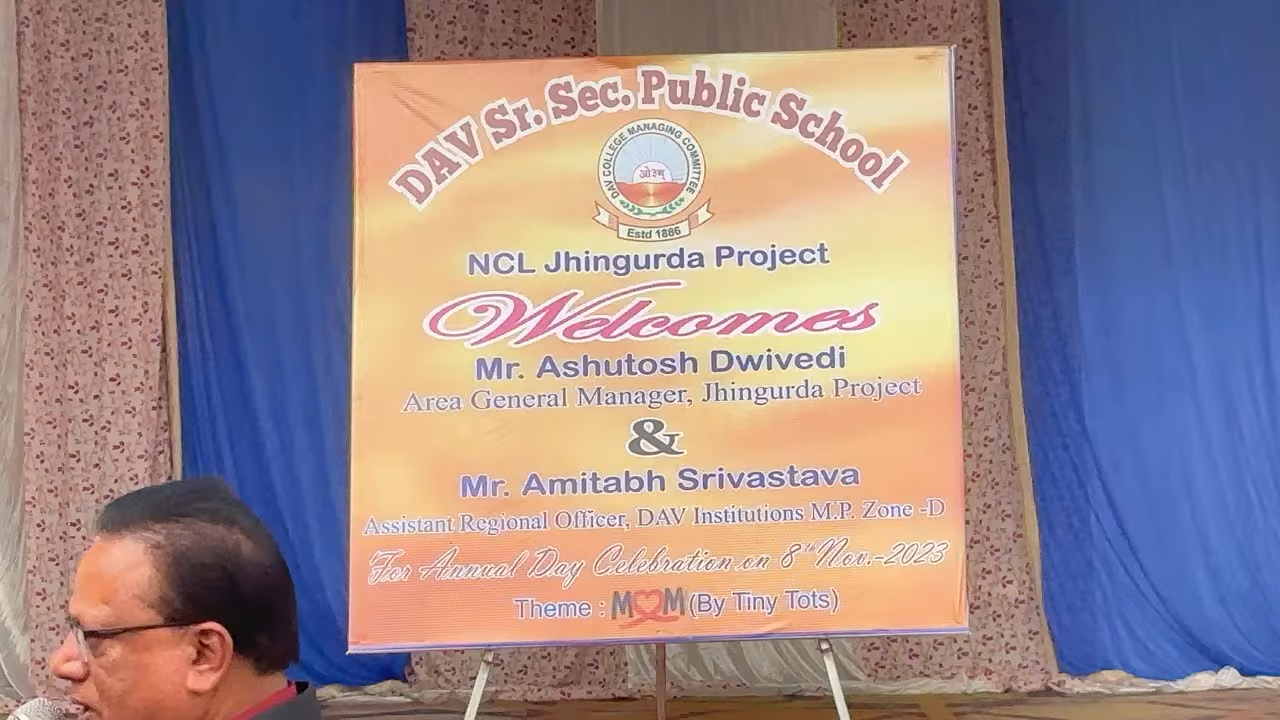 DAV Sr. Sec. Public School
DAV COLLEGE MANAGING COMMITTEE
ओ३म्
Estd 1886
NCL Jhingurda Project
Welcomes
Mr. Ashutosh Dwivedi
Area General Manager, Jhingurda Project
&
Mr. Amitabh Srivastava
Assistant Regional Officer, DAV Institutions M.P. Zone -D
For Annual Day Celebration on 8th Nov.-2023
Theme : MOM (By Tiny Tots)